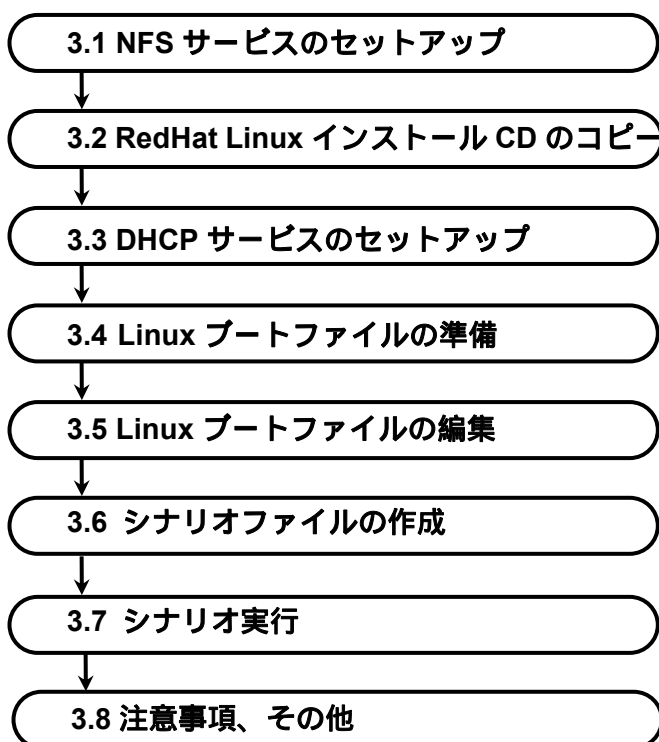 3.1 NFS サービスのセットアップ
3.2 RedHat Linux インストール CD のコピー
3.3 DHCP サービスのセットアップ
3.4 Linux ブートファイルの準備
3.5 Linux ブートファイルの編集
3.6 シナリオファイルの作成
3.7 シナリオ実行
3.8 注意事項、その他